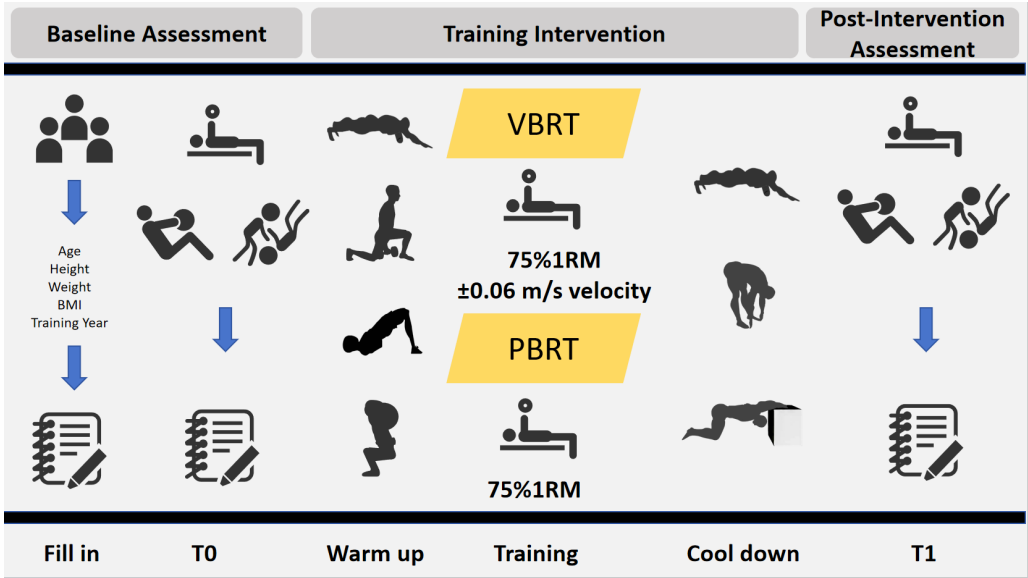 Baseline Assessment
Training Intervention
Post-Intervention
Assessment
Age
Height
Weight
BMI
Training Year
VBRT
75%1RM
±0.06 m/s velocity
PBRT
75%1RM
Fill in
T0
Warm up
Training
Cool down
T1